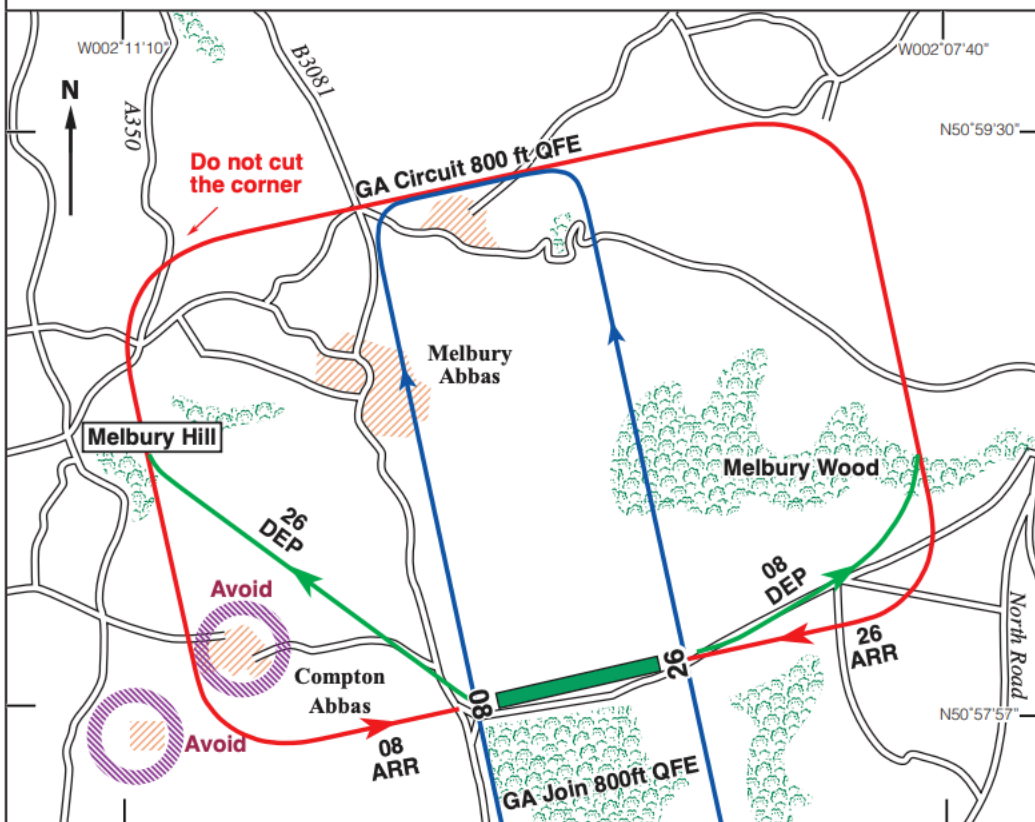 W002°11'10"
W002°07'40"
B3081
N
A350
N50°59'30"
GA Circuit 800 ft QFE
Do not cut
the corner
Melbury
Abbas
Melbury Hill
Melbury Wood
26
DEP
08
DEP
Avoid
North Road
26
ARR
26
Compton
Abbas
08
N50°57'57"
Avoid
08
ARR
GA Join 800ft QFE